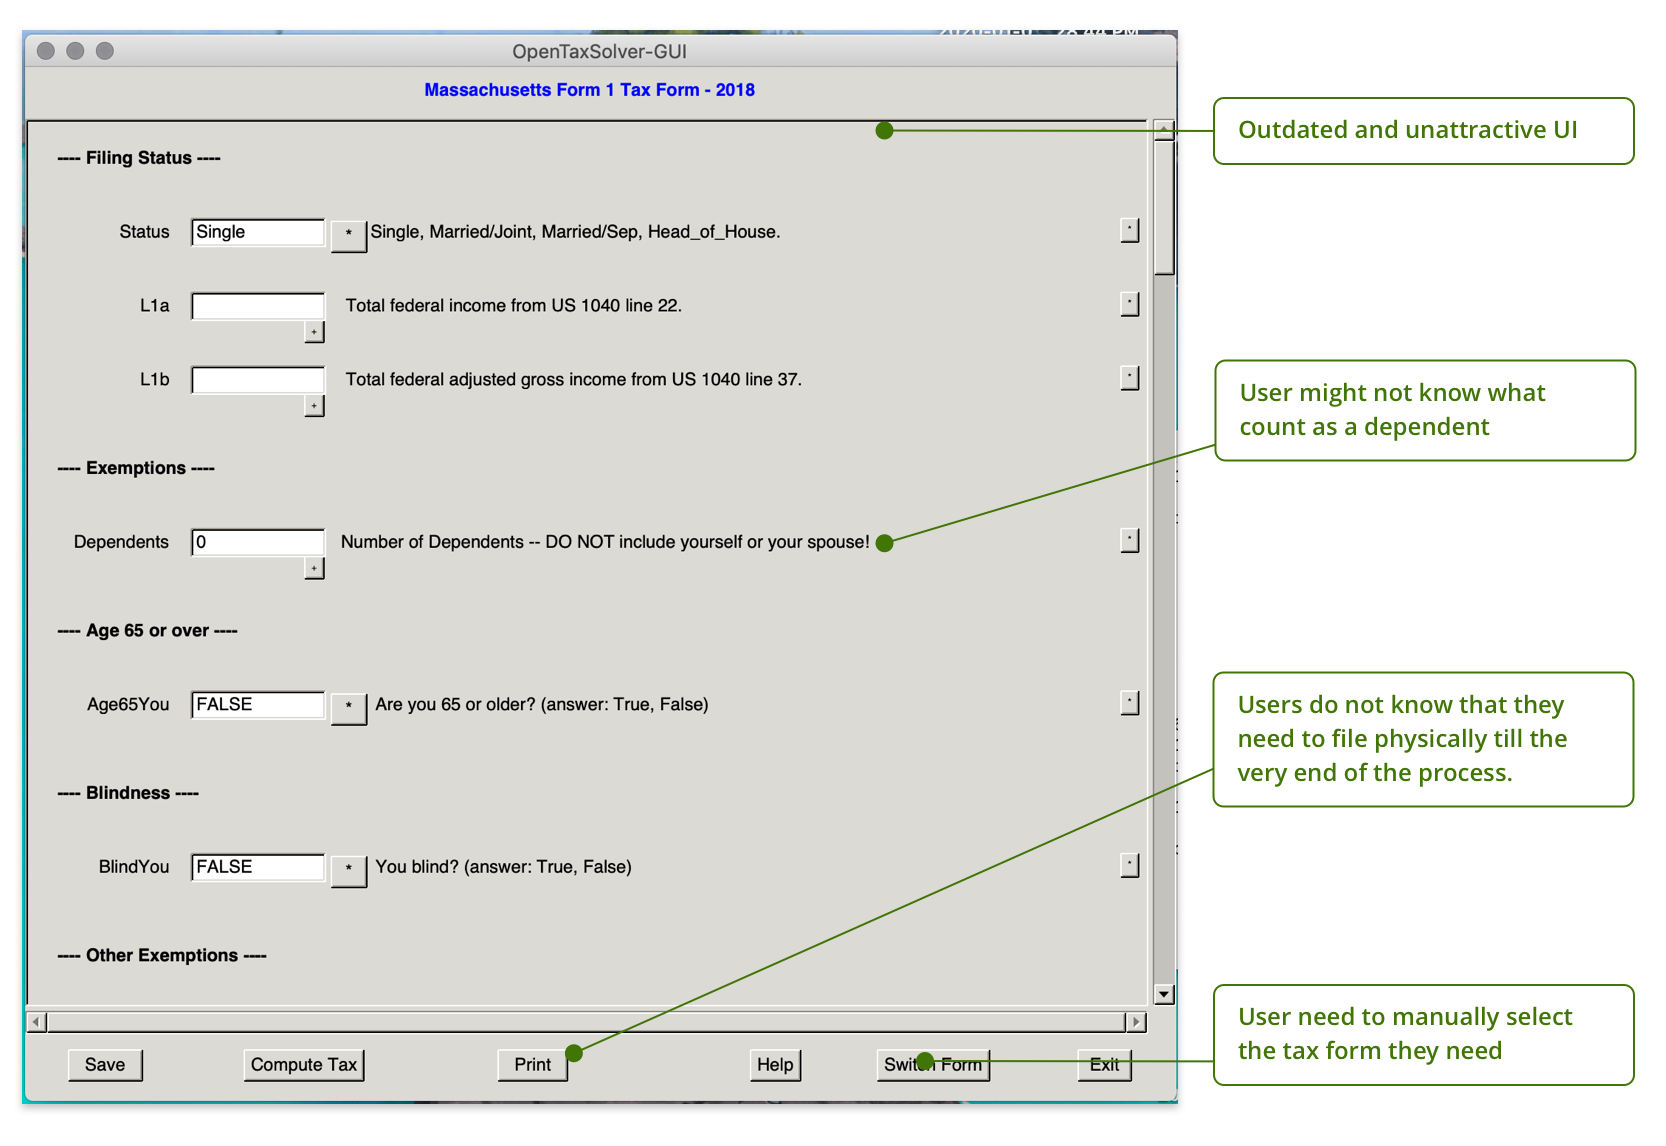 OpenTaxSolver-GUI
Massachusetts Form 1 Tax Form - 2018
Outdated and unattractive UI
---- Filing Status ----
Status Single * Single, Married/Joint, Married/Sep, Head_of_House. *
L1a Total federal income from US 1040 line 22. *
+
L1b Total federal adjusted gross income from US 1040 line 37. *
+
User might not know what
count as a dependent
---- Exemptions ----
Dependents 0 Number of Dependents -- DO NOT include yourself or your spouse! *
+
---- Age 65 or over ----
Age65You FALSE * Are you 65 or older? (answer: True, False) *
Users do not know that they
need to file physically till the
very end of the process.
---- Blindness ----
BlindYou FALSE * You blind? (answer: True, False) *
---- Other Exemptions ----
User need to manually select
the tax form they need
Save Compute Tax Print Help Switch Form Exit